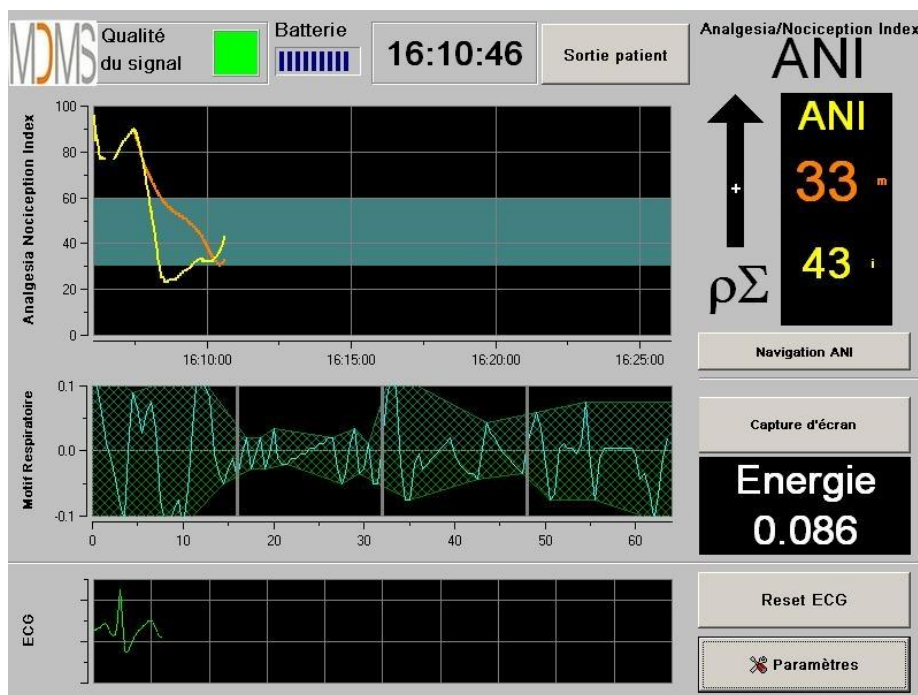 MDMS
Qualité
du signal
Batterie
16:10:46
Sortie patient
Analgesia/Nociception Index
ANI
Analgesia Nociception Index
100
80
60
40
20
0
16:10:00
16:15:00
16:20:00
16:25:00
+
ρΣ
ANI
33 m
43 i
Navigation ANI
Motif Respiratoire
0.1
0.0
-0.1
0
10
20
30
40
50
60
Capture d'écran
Energie
0.086
ECG
Reset ECG
Paramètres